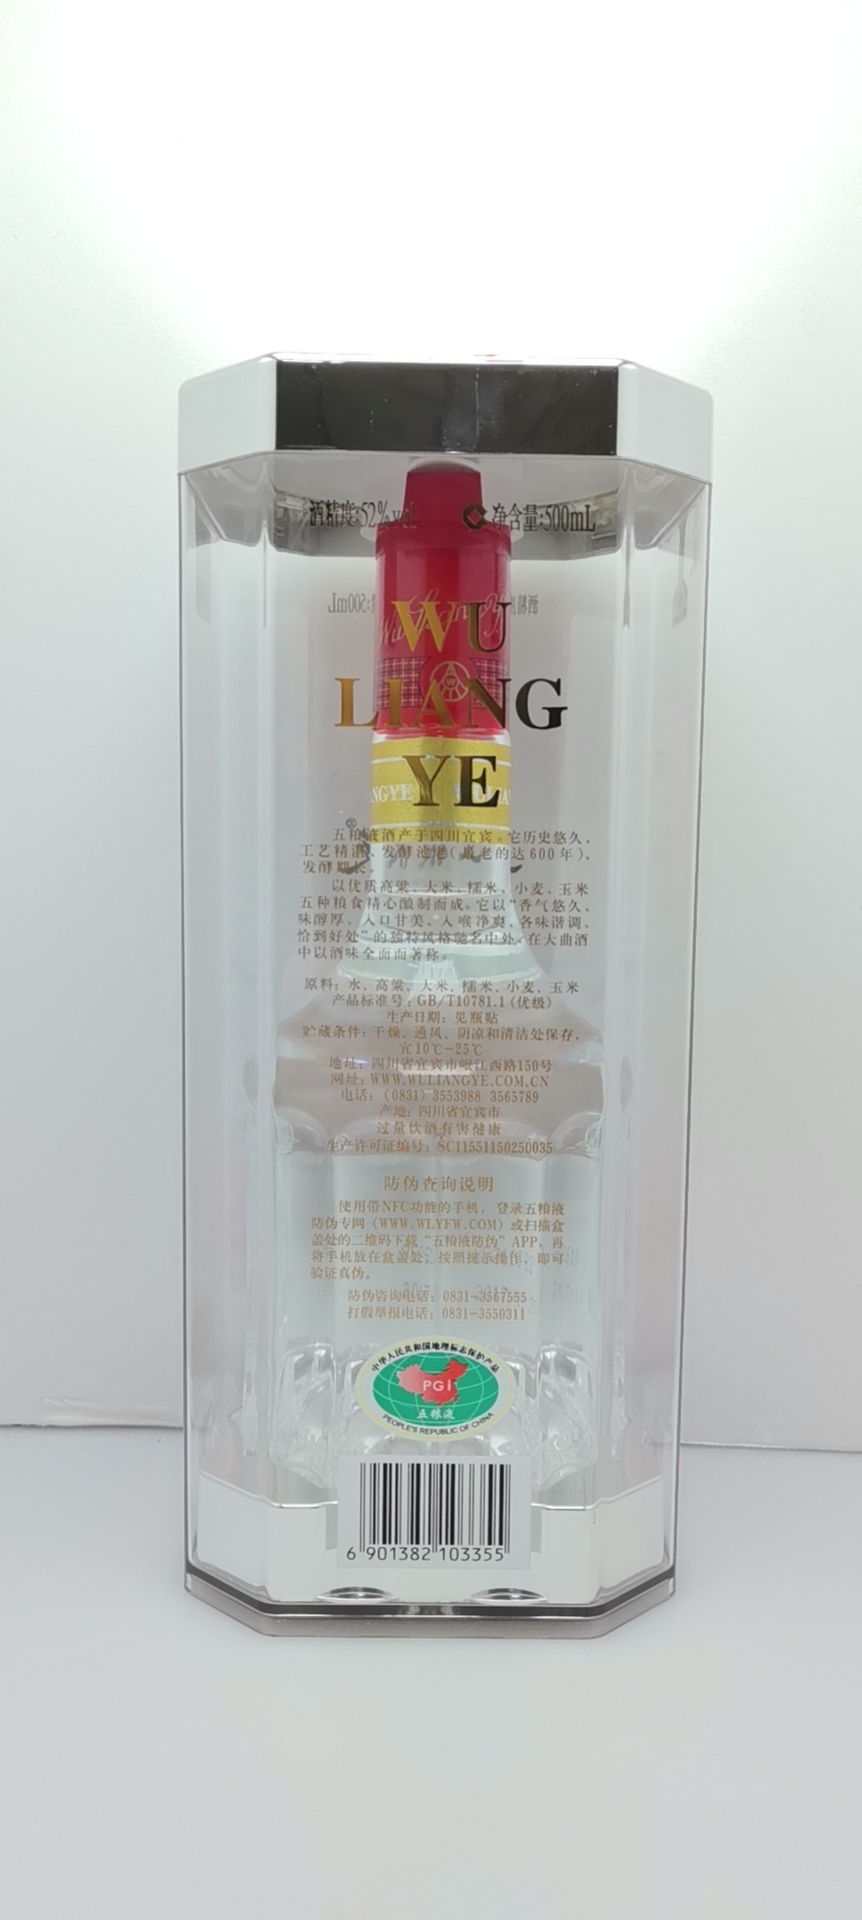 酒精度:52%vol 净含量:500mL
WU
LIANG
YE
NGYE
五粮液酒产于四川宜宾。它历史悠久、
工艺精湛、发酵池老(最老的达600年)、
发酵期长。
以优质高粱、大米、糯米、小麦、玉米
五种粮食精心酿制而成。它以“香气悠久、
味醇厚、入口甘美、入喉净爽、各味谐调、
恰到好处”的独特风格驰名中外,在大曲酒
中以酒味全面而著称。
原料:水、高粱、大米、糯米、小麦、玉米
产品标准号:GB/T10781.1(优级)
生产日期:见瓶贴
贮藏条件:干燥、通风、阴凉和清洁处保存,
宜10℃-25℃
地址:四川省宜宾市岷江西路150号
网址:WWW.WULIANGYE.COM.CN
电话:(0831)3553988 3565789
产地:四川省宜宾市
过量饮酒有害健康
生产许可证编号:SC11551150250035
防伪查询说明
使用带NFC功能的手机,登录五粮液
防伪专网(WWW.WLYFW.COM)或扫描盒
盖处的二维码下载“五粮液防伪”APP,再
将手机放在盒盖处,按照提示操作,即可
验证真伪。
防伪咨询电话:0831-3567555
打假举报电话:0831-3550311
中华人民共和国地理标志保护产品
PGI
五粮液
PEOPLE'S REPUBLIC OF CHINA
6 901382 103355